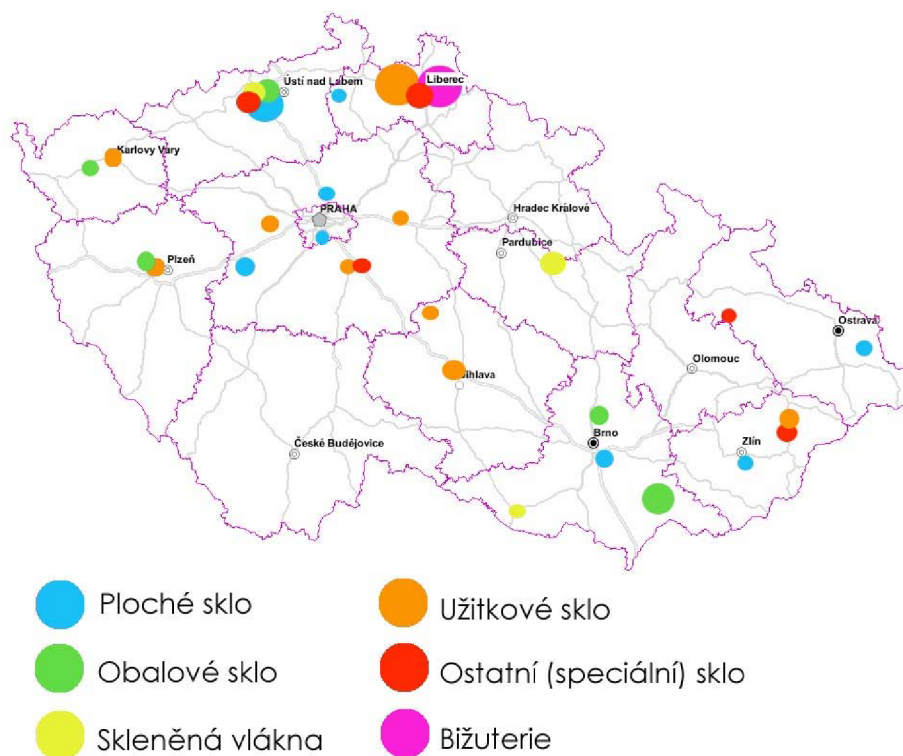 Ústí nad Labem
Liberec
Karlovy Vary
PRAHA
Hradec Králové
Pardubice
Plzeň
Ostrava
Olomouc
Jihlava
České Budějovice
Brno
Zlín
Ploché sklo
Užitkové sklo
Obalové sklo
Ostatní (speciální) sklo
Skleněná vlákna
Bižuterie